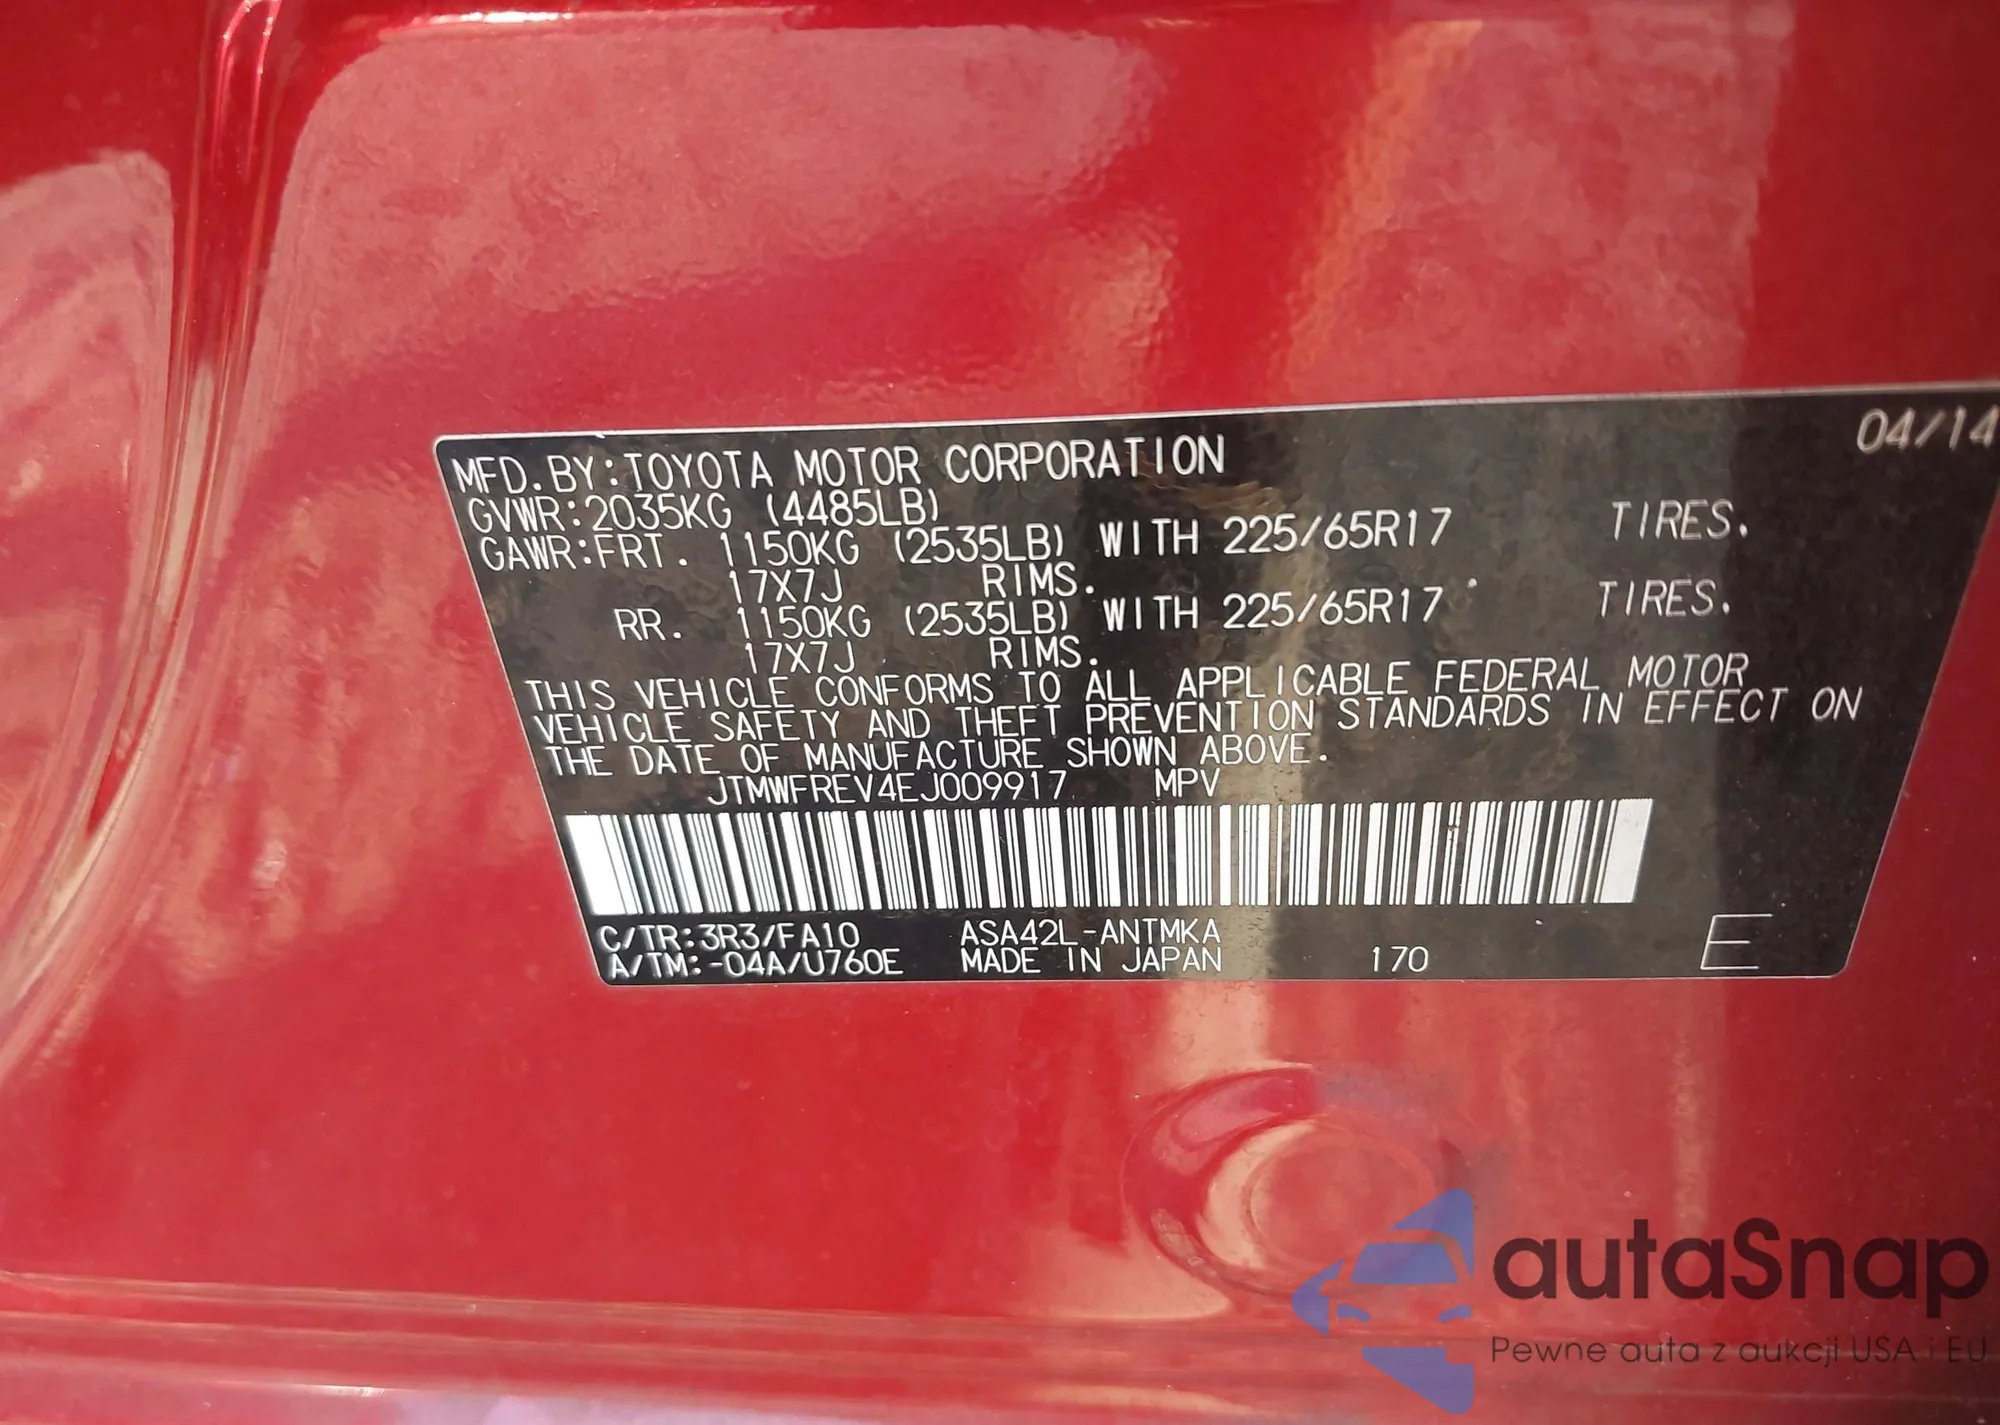 04/14
MFD.BY:TOYOTA MOTOR CORPORATION
GVWR:2035KG (4485LB)
GAWR:FRT. 1150KG (2535LB) WITH 225/65R17 TIRES.
17X7J RIMS.
RR. 1150KG (2535LB) WITH 225/65R17 TIRES.
17X7J RIMS.
THIS VEHICLE CONFORMS TO ALL APPLICABLE FEDERAL MOTOR
VEHICLE SAFETY AND THEFT PREVENTION STANDARDS IN EFFECT ON
THE DATE OF MANUFACTURE SHOWN ABOVE.
JTMWFREV4EJ009917 MPV
C/TR:3R3/FA10 ASA42L-ANTMKA
A/TM:-04A/U760E MADE IN JAPAN 170 E
autaSnap
Pewne auta z aukcji USA i EU